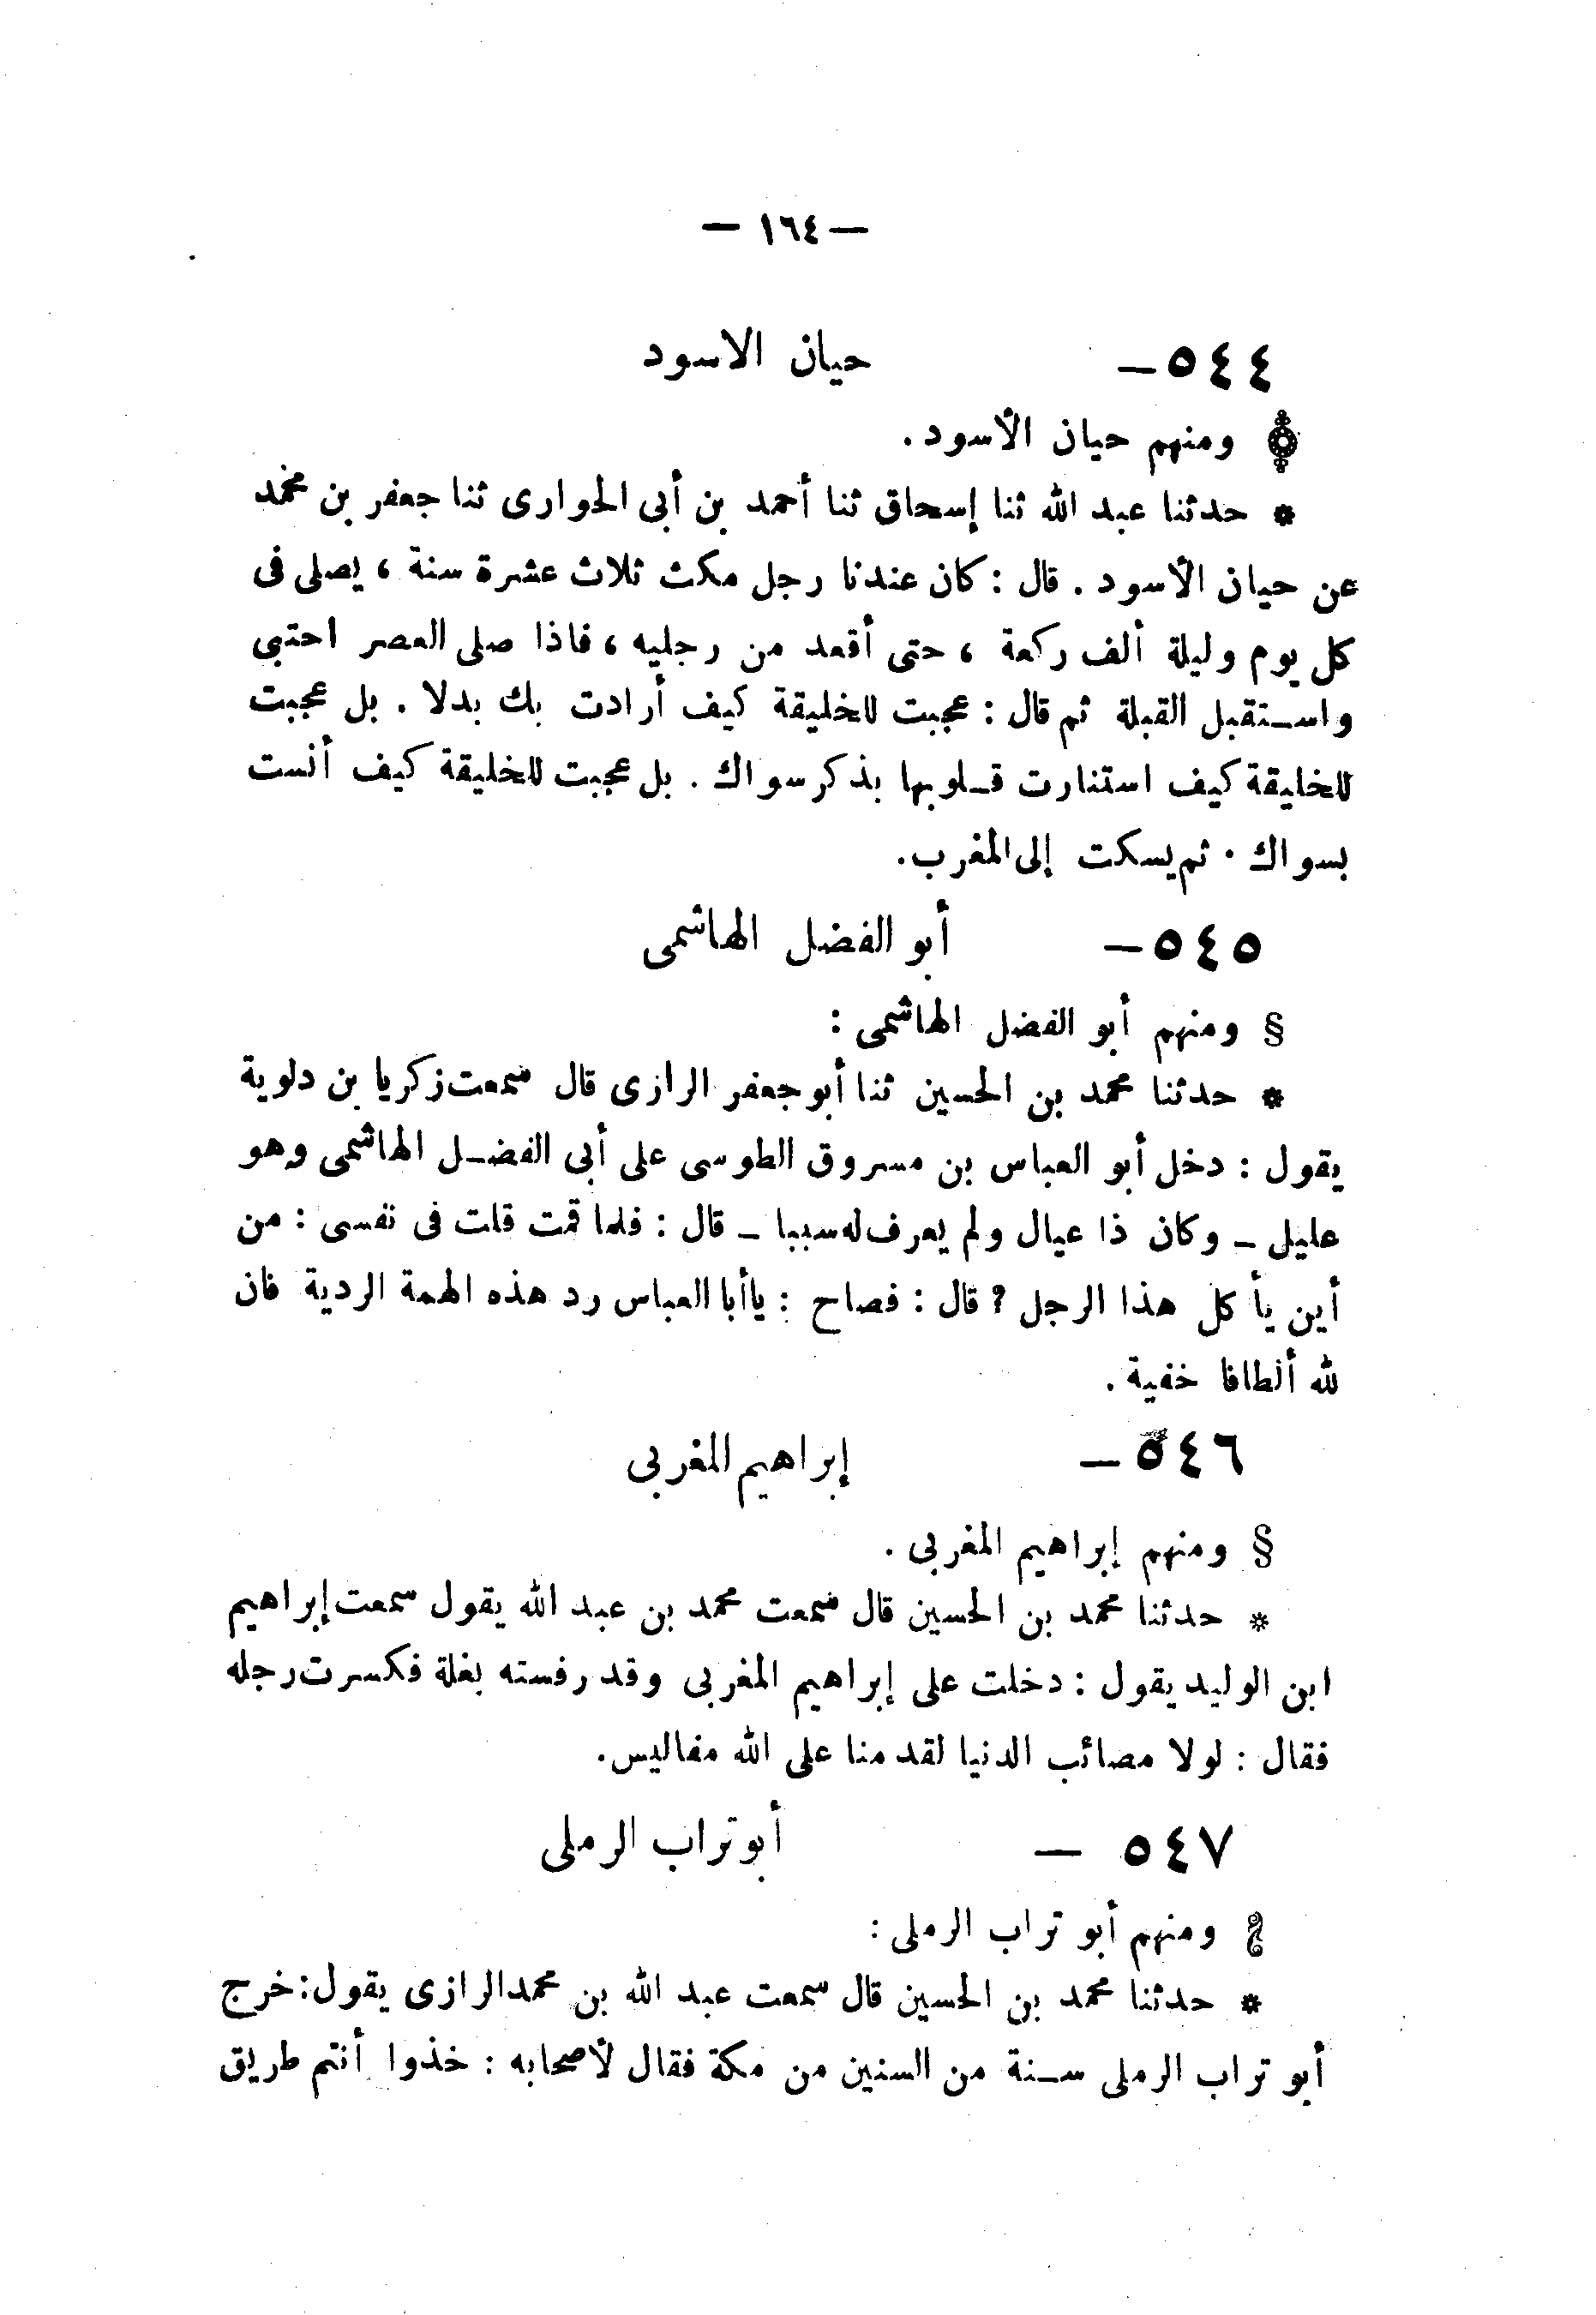 — ١٦٤ —
٥٤٤ — حيان الاسود
ومنهم حيان الأسود.
* حدثنا عبد الله ثنا إسحاق ثنا أحمد بن أبى الحوارى ثنا جعفر بن محمد
عن حيان الأسود . قال : كان عندنا رجل مكث ثلاث عشرة سنة ، يصلى فى
كل يوم وليلة ألف ركعة ، حتى أقعد من رجليه ، فاذا صلى العصر احتبى
واستقبل القبلة ثم قال : عجبت للخليقة كيف أرادت بك بدلا . بل عجبت
للخليقة كيف استنارت قلوبها بذكر سواك . بل عجبت للخليقة كيف أنست
بسواك . ثم يسكت إلى المغرب.
٥٤٥ — أبو الفضل الهاشمى
§ ومنهم أبو الفضل الهاشمى :
* حدثنا محمد بن الحسين ثنا أبو جعفر الرازى قال سمعت زكريا بن دلوية
يقول : دخل أبو العباس بن مسروق الطوسى على أبى الفضل الهاشمى وهو
عليل — وكان ذا عيال ولم يعرف له سببا — قال : فلما قمت قلت فى نفسى : من
أين يأكل هذا الرجل ? قال : فصاح : يا أبا العباس رد هذه الهمة الردية فان
لله ألطافا خفية .
٥٤٦ — إبراهيم المغربى
§ ومنهم إبراهيم المغربى .
* حدثنا محمد بن الحسين قال سمعت محمد بن عبد الله يقول سمعت إبراهيم
ابن الوليد يقول : دخلت على إبراهيم المغربى وقد رفسته بغلة فكسرت رجله
فقال : لولا مصائب الدنيا لقدمنا على الله مفاليس.
٥٤٧ — أبو تراب الرملى
ومنهم أبو تراب الرملى :
* حدثنا محمد بن الحسين قال سمعت عبد الله بن محمد الرازى يقول : خرج
أبو تراب الرملى سنة من السنين من مكة فقال لأصحابه : خذوا أنتم طريق